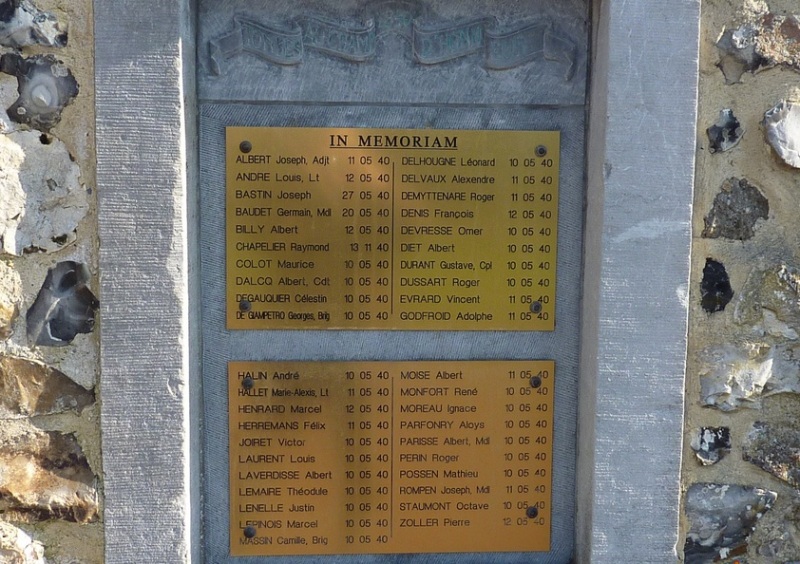 IN MEMORIAM
ALBERT Joseph, Adjt 11 05 40
ANDRE Louis, Lt 12 05 40
BASTIN Joseph 27 05 40
BAUDET Germain, Mdl 20 05 40
BILLY Albert 12 05 40
CHAPELIER Raymond 13 11 40
COLOT Maurice 10 05 40
DALCQ Albert, Cdt 10 05 40
DEGAUQUIER Célestin 10 05 40
DE GIAMPETRO Georges, Brig 10 05 40
DELHOUGNE Léonard 10 05 40
DELVAUX Alexendre 11 05 40
DEMYTTENARE Roger 11 05 40
DENIS François 12 05 40
DEVRESSE Omer 10 05 40
DIET Albert 10 05 40
DURANT Gustave, Cpl 10 05 40
DUSSART Roger 10 05 40
EVRARD Vincent 11 05 40
GODFROID Adolphe 11 05 40
HALIN André 10 05 40
HALLET Marie-Alexis, Lt 11 05 40
HENRARD Marcel 12 05 40
HERREMANS Félix 11 05 40
JOIRET Victor 10 05 40
LAURENT Louis 10 05 40
LAVERDISSE Albert 10 05 40
LEMAIRE Théodule 10 05 40
LENELLE Justin 10 05 40
LEPINOIS Marcel 10 05 40
MASSIN Camille, Brig 10 05 40
MOISE Albert 11 05 40
MONFORT René 10 05 40
MOREAU Ignace 10 05 40
PARFONRY Aloys 10 05 40
PARISSE Albert, Mdl 10 05 40
PERIN Roger 10 05 40
POSSEN Mathieu 10 05 40
ROMPEN Joseph, Mdl 11 05 40
STAUMONT Octave 10 05 40
ZOLLER Pierre 12 05 40